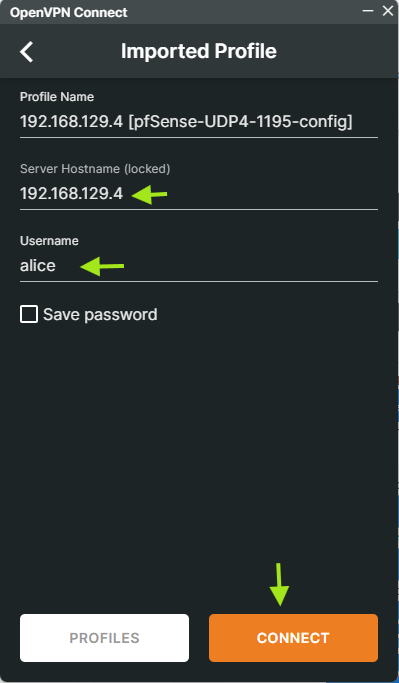 OpenVPN Connect
Imported Profile
Profile Name
192.168.129.4 [pfSense-UDP4-1195-config]
Server Hostname (locked)
192.168.129.4
Username
alice
Save password
PROFILES
CONNECT